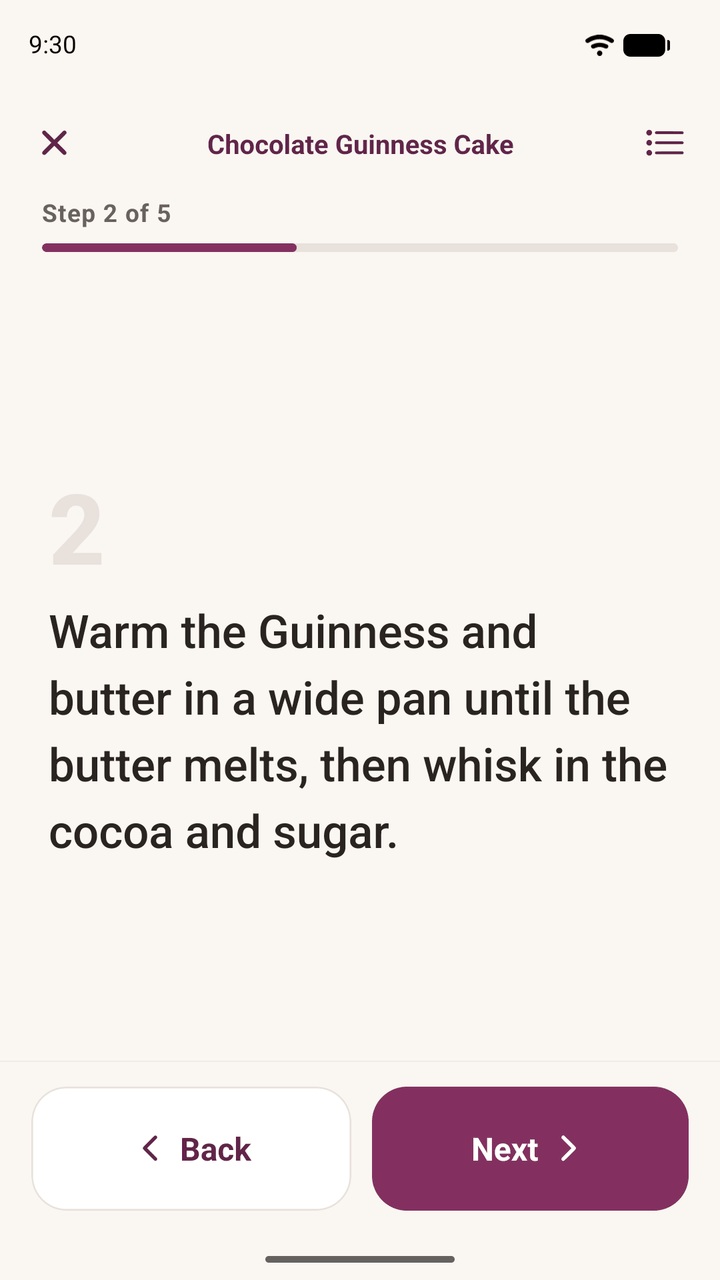 9:30
Chocolate Guinness Cake
Step 2 of 5
2
Warm the Guinness and
butter in a wide pan until the
butter melts, then whisk in the
cocoa and sugar.
Back
Next